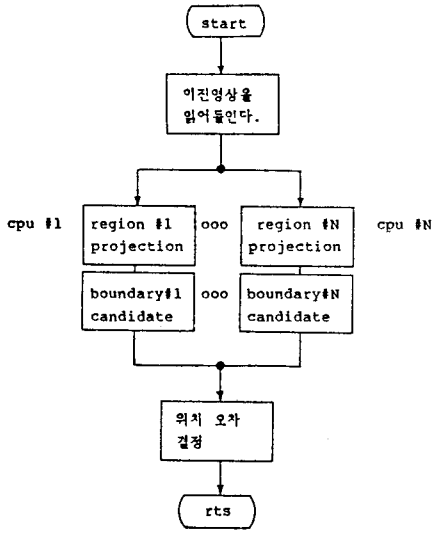 start
이진영상을
읽어들인다.
cpu #1
region #1
projection
ooo
region #N
projection
cpu #N
boundary#1
candidate
ooo
boundary#N
candidate
위치 오차
결정
rts